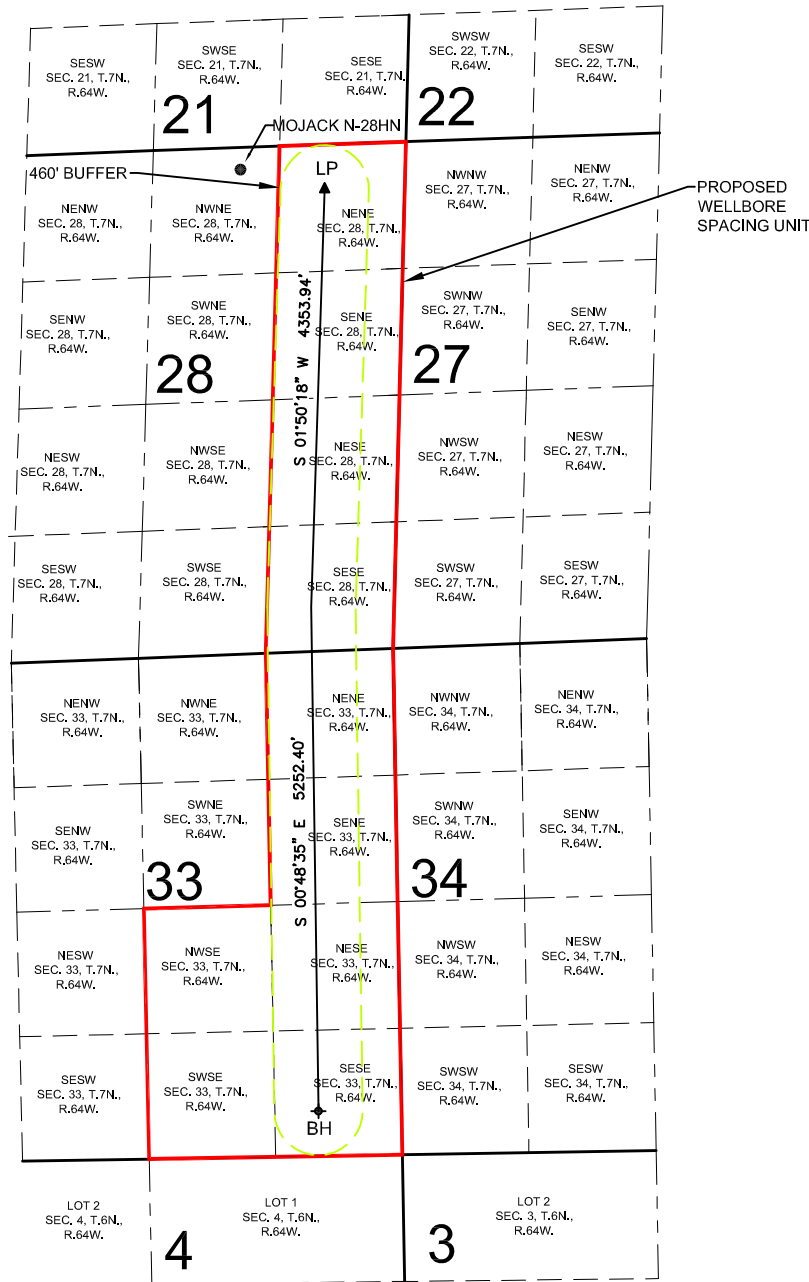 SESW
SEC. 21, T.7N.,
R.64W.
SWSE
SEC. 21, T.7N.,
R.64W.
SESE
SEC. 21, T.7N.
R.64W.
SWSW
SEC. 22, T.7N.,
R.64W.
SESW
SEC. 22, T.7N.,
R.64W.
21
22
MOJACK N-28HN
460' BUFFER
LP
PROPOSED
WELLBORE
SPACING UNIT
NENW
SEC. 28, T.7N.,
R.64W.
NWNE
SEC. 28, T.7N.,
R.64W.
NENE
SEC. 28, T.7N.,
R.64W.
NWNW
SEC. 27, T.7N.,
R.64W.
NENW
SEC. 27, T.7N.,
R.64W.
SENW
SEC. 28, T.7N.,
R.64W.
SWNE
SEC. 28, T.7N.,
R.64W.
SENE
SEC. 28, T.7N.,
R.64W.
SWNW
SEC. 27, T.7N.,
R.64W.
SENW
SEC. 27, T.7N.,
R.64W.
S 01°50'18" W 4353.94'
28
27
NESW
SEC. 28, T.7N.,
R.64W.
NWSE
SEC. 28, T.7N.,
R.64W.
NESE
SEC. 28, T.7N.,
R.64W.
NWSW
SEC. 27, T.7N.,
R.64W.
NESW
SEC. 27, T.7N.,
R.64W.
SESW
SEC. 28, T.7N.,
R.64W.
SWSE
SEC. 28, T.7N.,
R.64W.
SESE
SEC. 28, T.7N.,
R.64W.
SWSW
SEC. 27, T.7N.,
R.64W.
SESW
SEC. 27, T.7N.,
R.64W.
NENW
SEC. 33, T.7N.,
R.64W.
NWNE
SEC. 33, T.7N.,
R.64W.
NENE
SEC. 33, T.7N.,
R.64W.
NWNW
SEC. 34, T.7N.,
R.64W.
NENW
SEC. 34, T.7N.,
R.64W.
S 00°48'35" E 5252.40'
SENW
SEC. 33, T.7N.,
R.64W.
SWNE
SEC. 33, T.7N.,
R.64W.
SENE
SEC. 33, T.7N.,
R.64W.
SWNW
SEC. 34, T.7N.,
R.64W.
SENW
SEC. 34, T.7N.,
R.64W.
33
34
NESW
SEC. 33, T.7N.,
R.64W.
NWSE
SEC. 33, T.7N.,
R.64W.
NESE
SEC. 33, T.7N.,
R.64W.
NWSW
SEC. 34, T.7N.,
R.64W.
NESW
SEC. 34, T.7N.,
R.64W.
SESW
SEC. 33, T.7N.,
R.64W.
SWSE
SEC. 33, T.7N.,
R.64W.
SESE
SEC. 33, T.7N.,
R.64W.
SWSW
SEC. 34, T.7N.,
R.64W.
SESW
SEC. 34, T.7N.,
R.64W.
BH
LOT 2
SEC. 4, T.6N.,
R.64W.
LOT 1
SEC. 4, T.6N.,
R.64W.
LOT 2
SEC. 3, T.6N.,
R.64W.
4
3